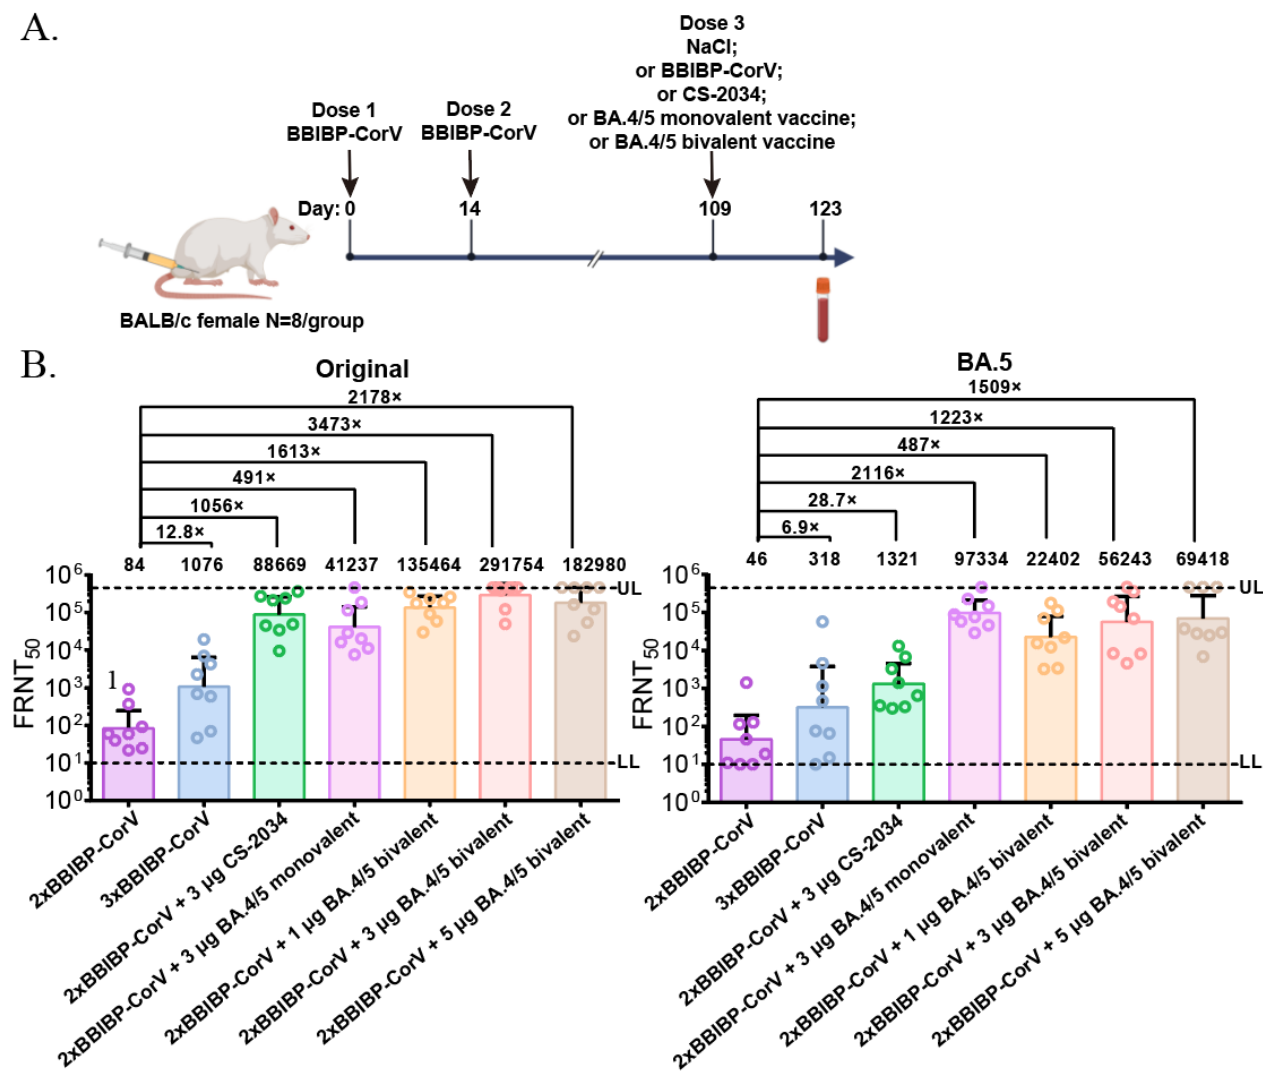 A.
Dose 3
NaCl;
or BBIBP-CorV;
or CS-2034;
or BA.4/5 monovalent vaccine;
or BA.4/5 bivalent vaccine
Dose 1
BBIBP-CorV
Dose 2
BBIBP-CorV
Day: 0 14 109 123
BALB/c female N=8/group
B.
Original
2178×
3473×
1613×
491×
1056×
12.8×
84 1076 88669 41237 135464 291754 182980
10⁶
UL
10⁵
10⁴
10³
1
10²
10¹
LL
10⁰
FRNT₅₀
2xBBIBP-CorV
3xBBIBP-CorV
2xBBIBP-CorV + 3 μg CS-2034
2xBBIBP-CorV + 3 μg BA.4/5 monovalent
2xBBIBP-CorV + 1 μg BA.4/5 bivalent
2xBBIBP-CorV + 3 μg BA.4/5 bivalent
2xBBIBP-CorV + 5 μg BA.4/5 bivalent
BA.5
1509×
1223×
487×
2116×
28.7×
6.9×
46 318 1321 97334 22402 56243 69418
10⁶
UL
10⁵
10⁴
10³
10²
10¹
LL
10⁰
FRNT₅₀
2xBBIBP-CorV
3xBBIBP-CorV
2xBBIBP-CorV + 3 μg CS-2034
2xBBIBP-CorV + 3 μg BA.4/5 monovalent
2xBBIBP-CorV + 1 μg BA.4/5 bivalent
2xBBIBP-CorV + 3 μg BA.4/5 bivalent
2xBBIBP-CorV + 5 μg BA.4/5 bivalent